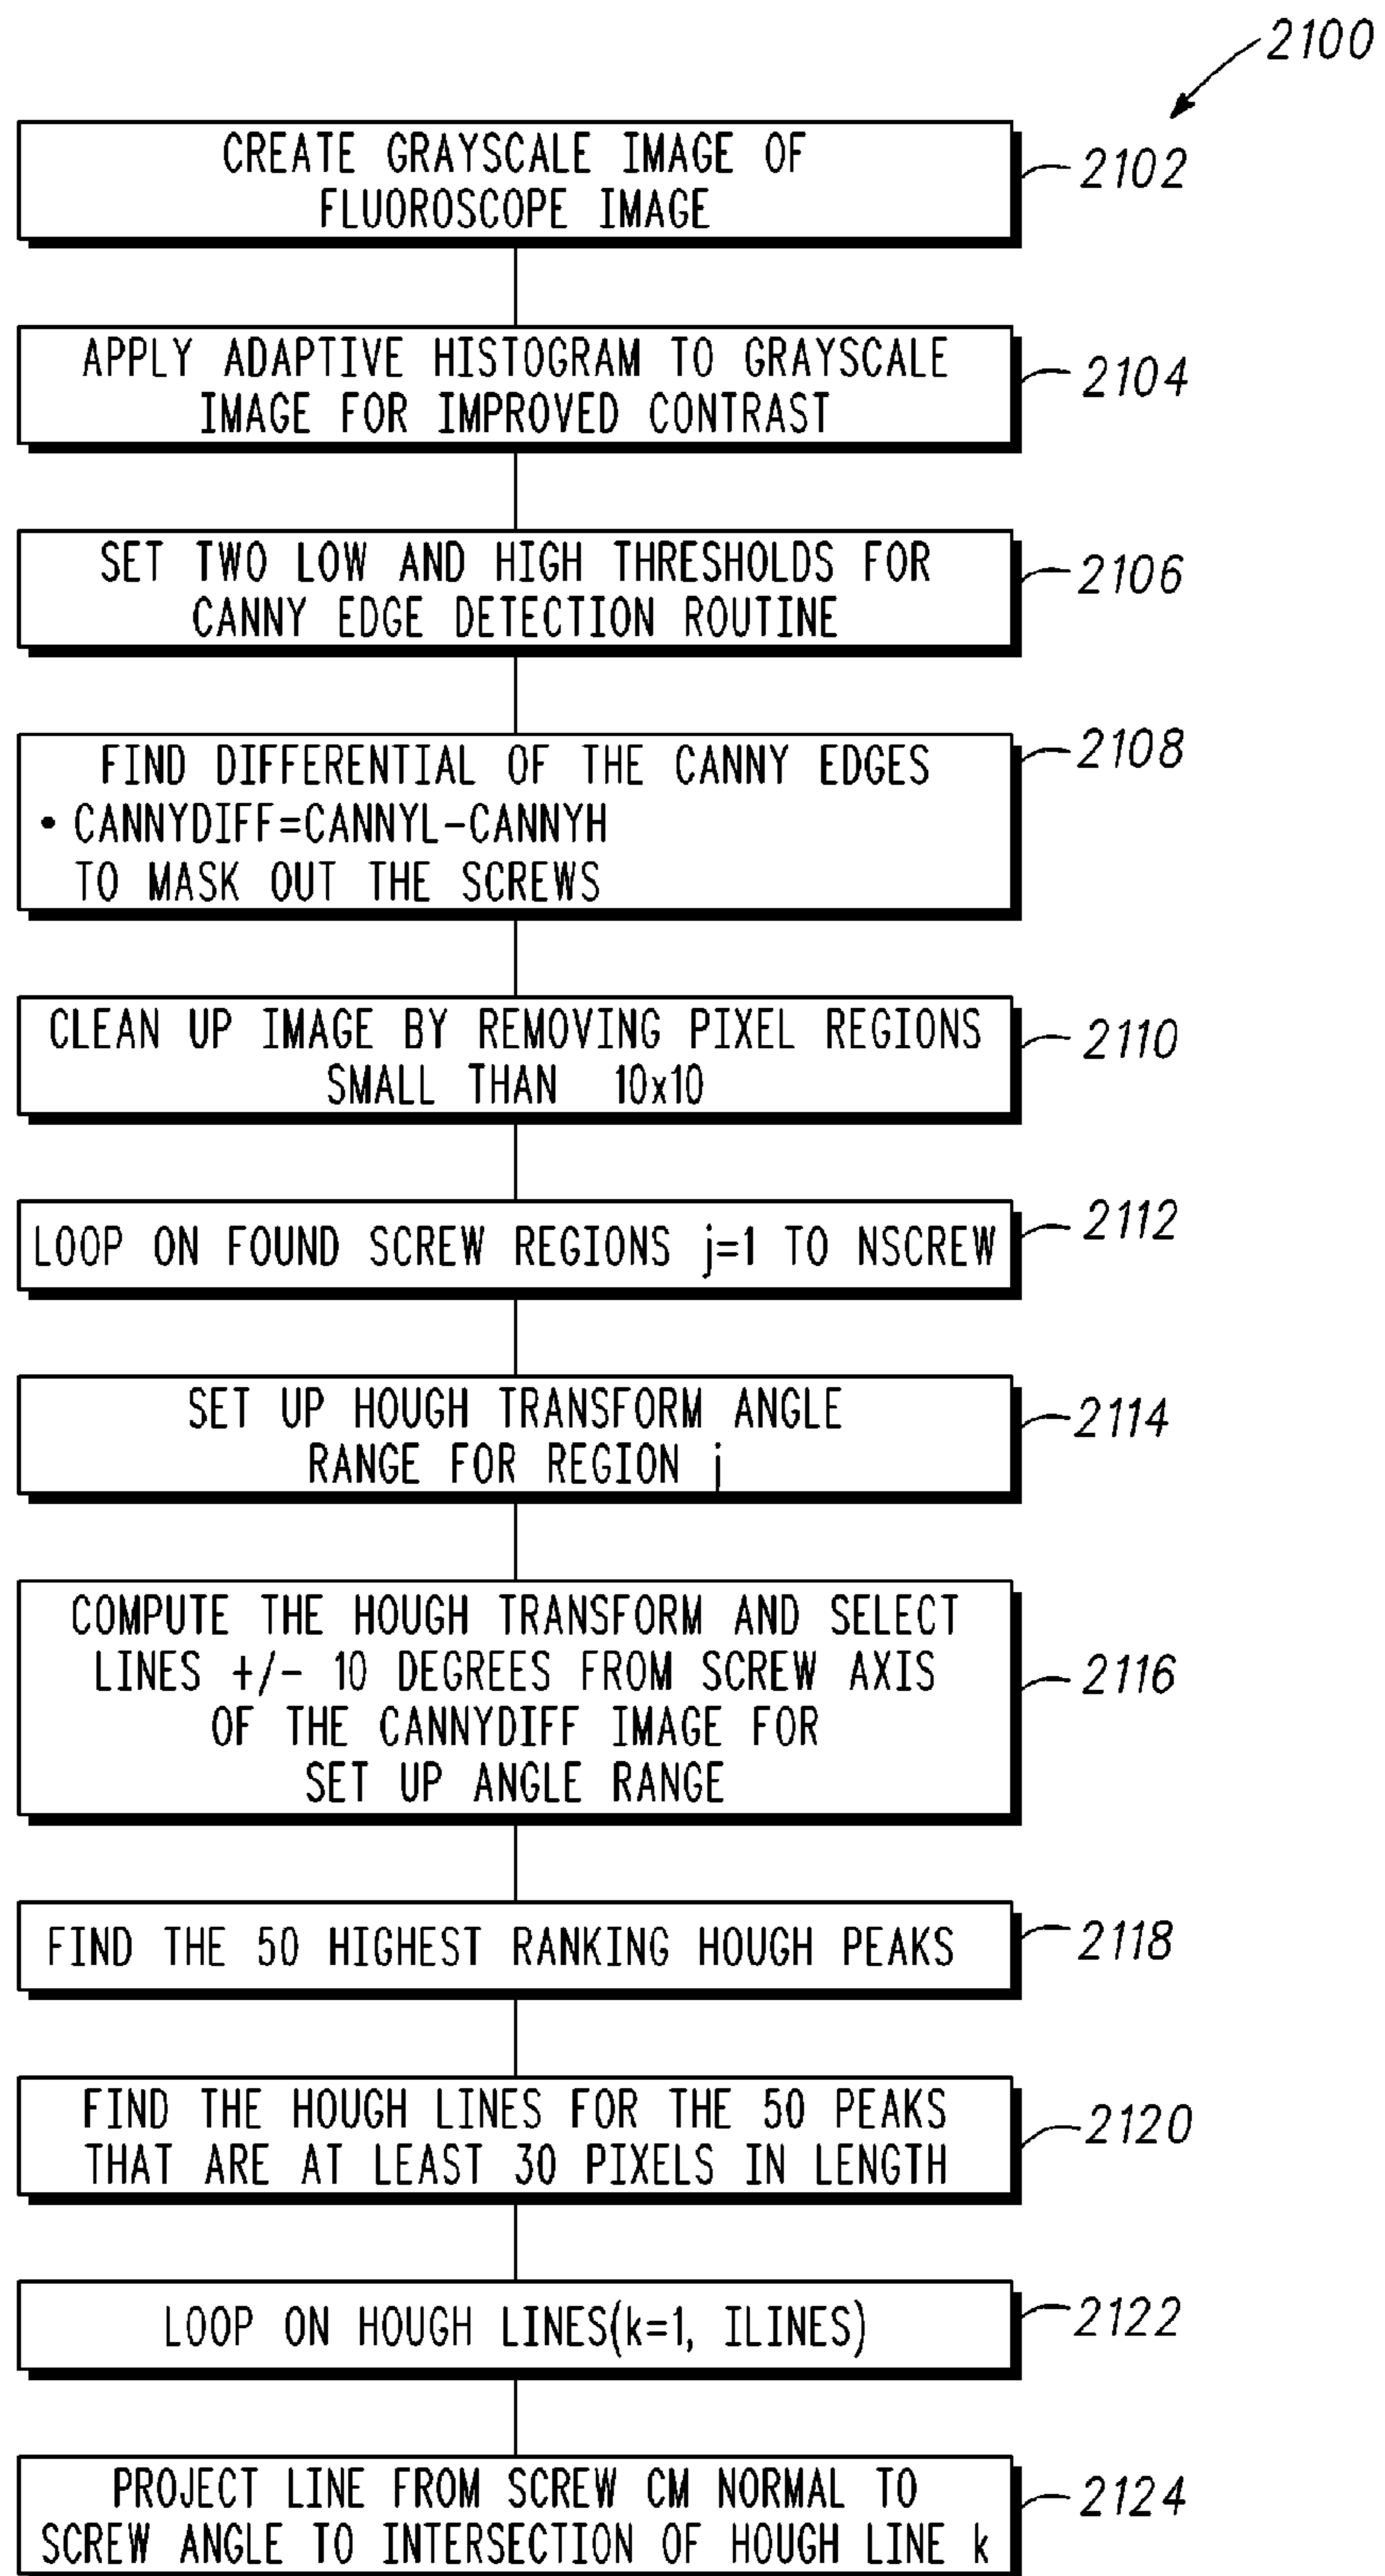 2100
CREATE GRAYSCALE IMAGE OF
FLUOROSCOPE IMAGE
2102
APPLY ADAPTIVE HISTOGRAM TO GRAYSCALE
IMAGE FOR IMPROVED CONTRAST
2104
SET TWO LOW AND HIGH THRESHOLDS FOR
CANNY EDGE DETECTION ROUTINE
2106
FIND DIFFERENTIAL OF THE CANNY EDGES
• CANNYDIFF=CANNYL-CANNYH
TO MASK OUT THE SCREWS
2108
CLEAN UP IMAGE BY REMOVING PIXEL REGIONS
SMALL THAN 10x10
2110
LOOP ON FOUND SCREW REGIONS j=1 TO NSCREW
2112
SET UP HOUGH TRANSFORM ANGLE
RANGE FOR REGION j
2114
COMPUTE THE HOUGH TRANSFORM AND SELECT
LINES +/- 10 DEGREES FROM SCREW AXIS
OF THE CANNYDIFF IMAGE FOR
SET UP ANGLE RANGE
2116
FIND THE 50 HIGHEST RANKING HOUGH PEAKS
2118
FIND THE HOUGH LINES FOR THE 50 PEAKS
THAT ARE AT LEAST 30 PIXELS IN LENGTH
2120
LOOP ON HOUGH LINES(k=1, ILINES)
2122
PROJECT LINE FROM SCREW CM NORMAL TO
SCREW ANGLE TO INTERSECTION OF HOUGH LINE k
2124